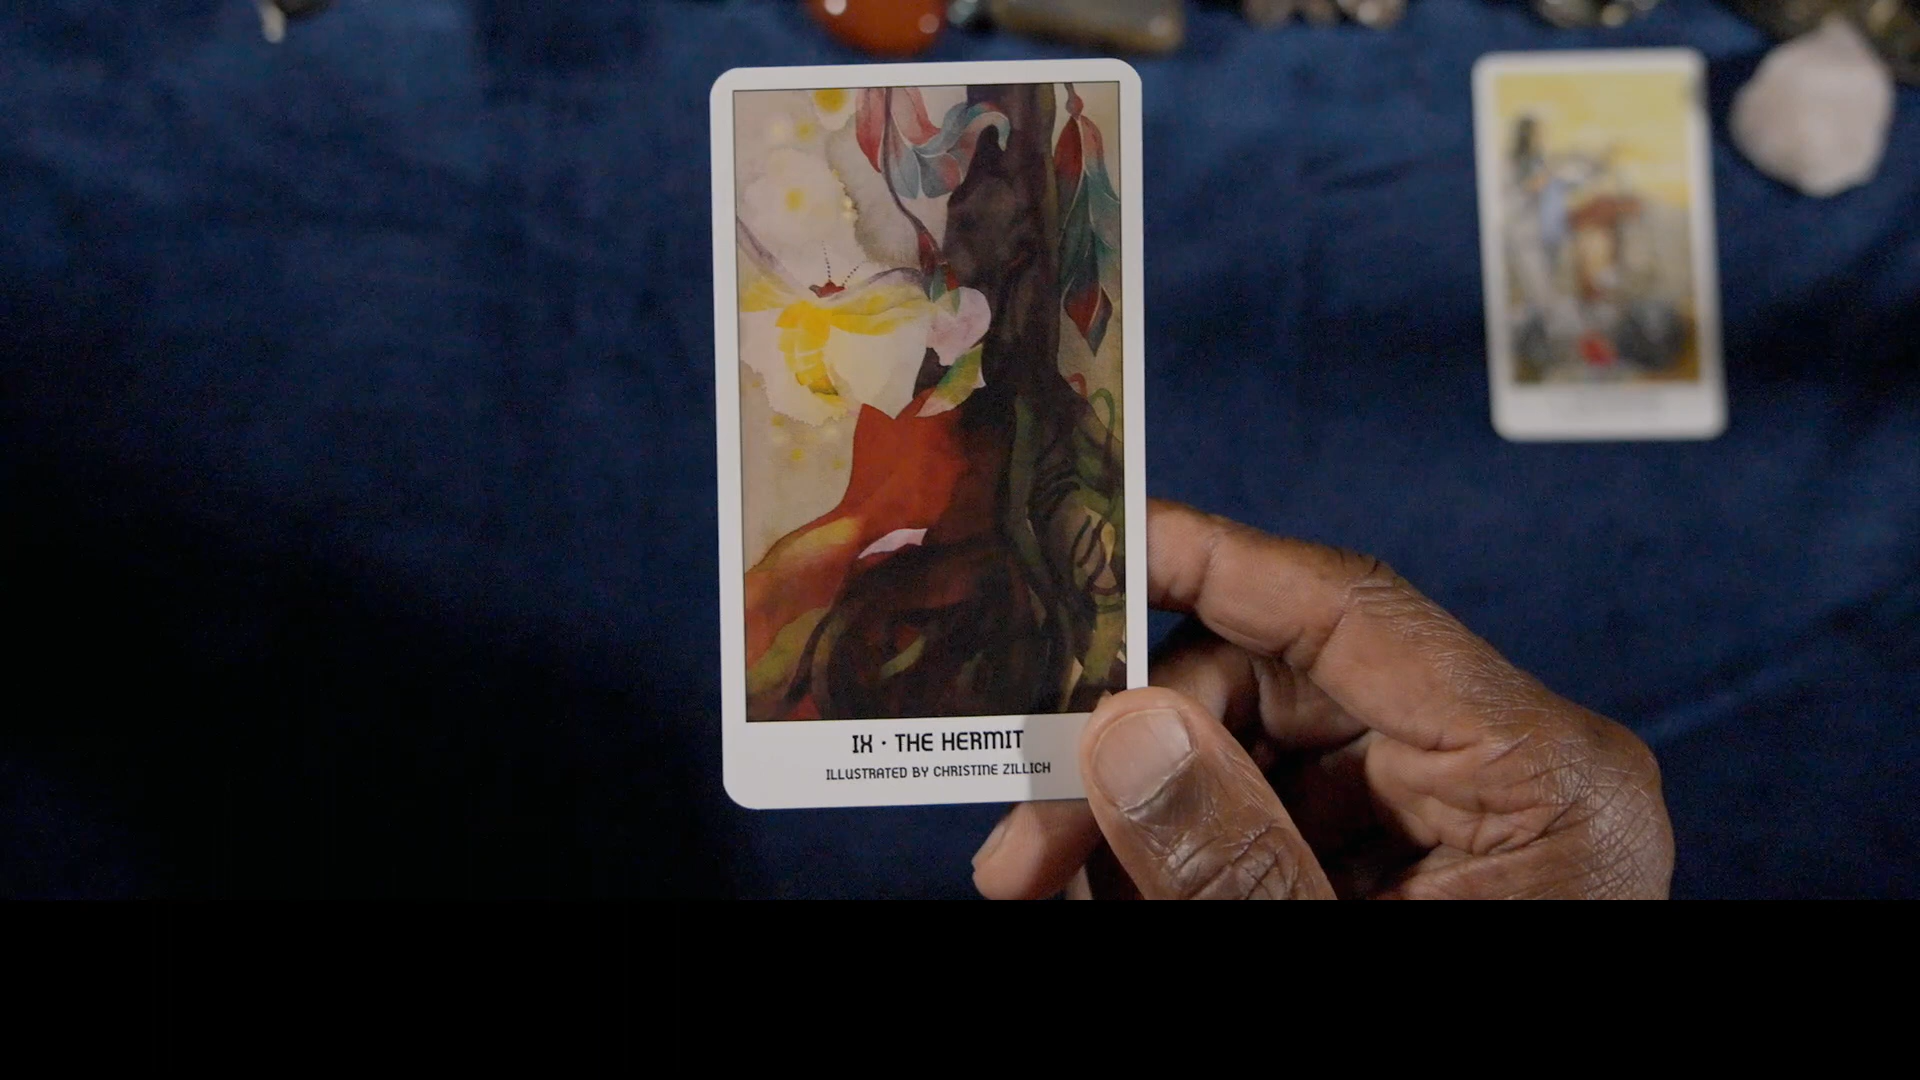 IX · THE HERMIT
ILLUSTRATED BY CHRISTINE ZILLICH